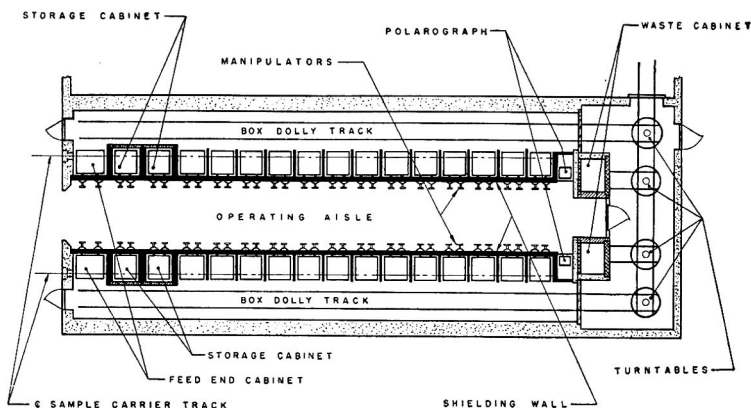 STORAGE CABINET
WASTE CABINET
POLAROGRAPH
MANIPULATORS
BOX DOLLY TRACK
OPERATING AISLE
BOX DOLLY TRACK
STORAGE CABINET
TURNTABLES
FEED END CABINET
℄ SAMPLE CARRIER TRACK
SHIELDING WALL